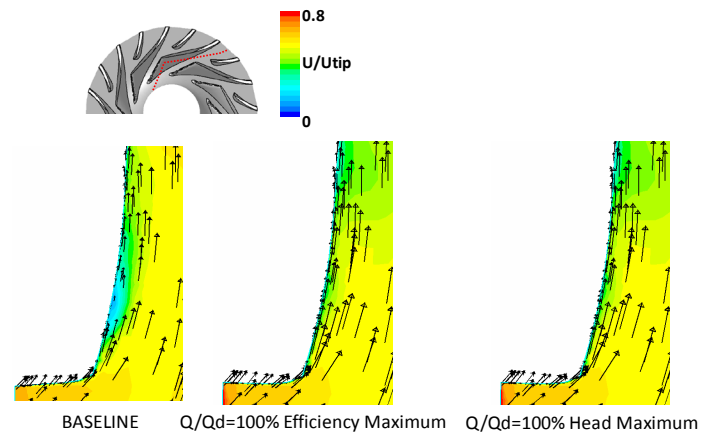 0.8
U/Utip
0
BASELINE
Q/Qd=100% Efficiency Maximum
Q/Qd=100% Head Maximum